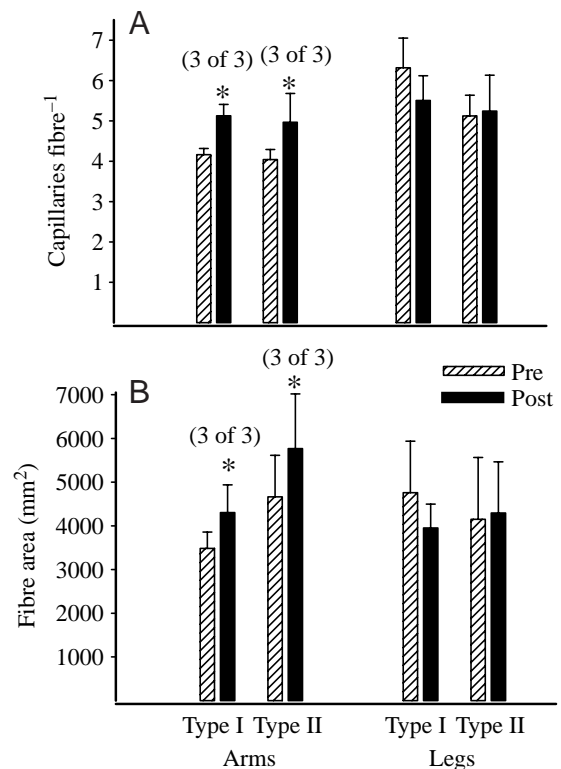 A
7
(3 of 3) (3 of 3)
6
* *
5
4
3
2
1
Capillaries fibre⁻¹
(3 of 3)
B
7000
*
Pre
Post
6000
(3 of 3)
*
5000
4000
3000
2000
1000
Fibre area (mm²)
Type I Type II Type I Type II
Arms Legs